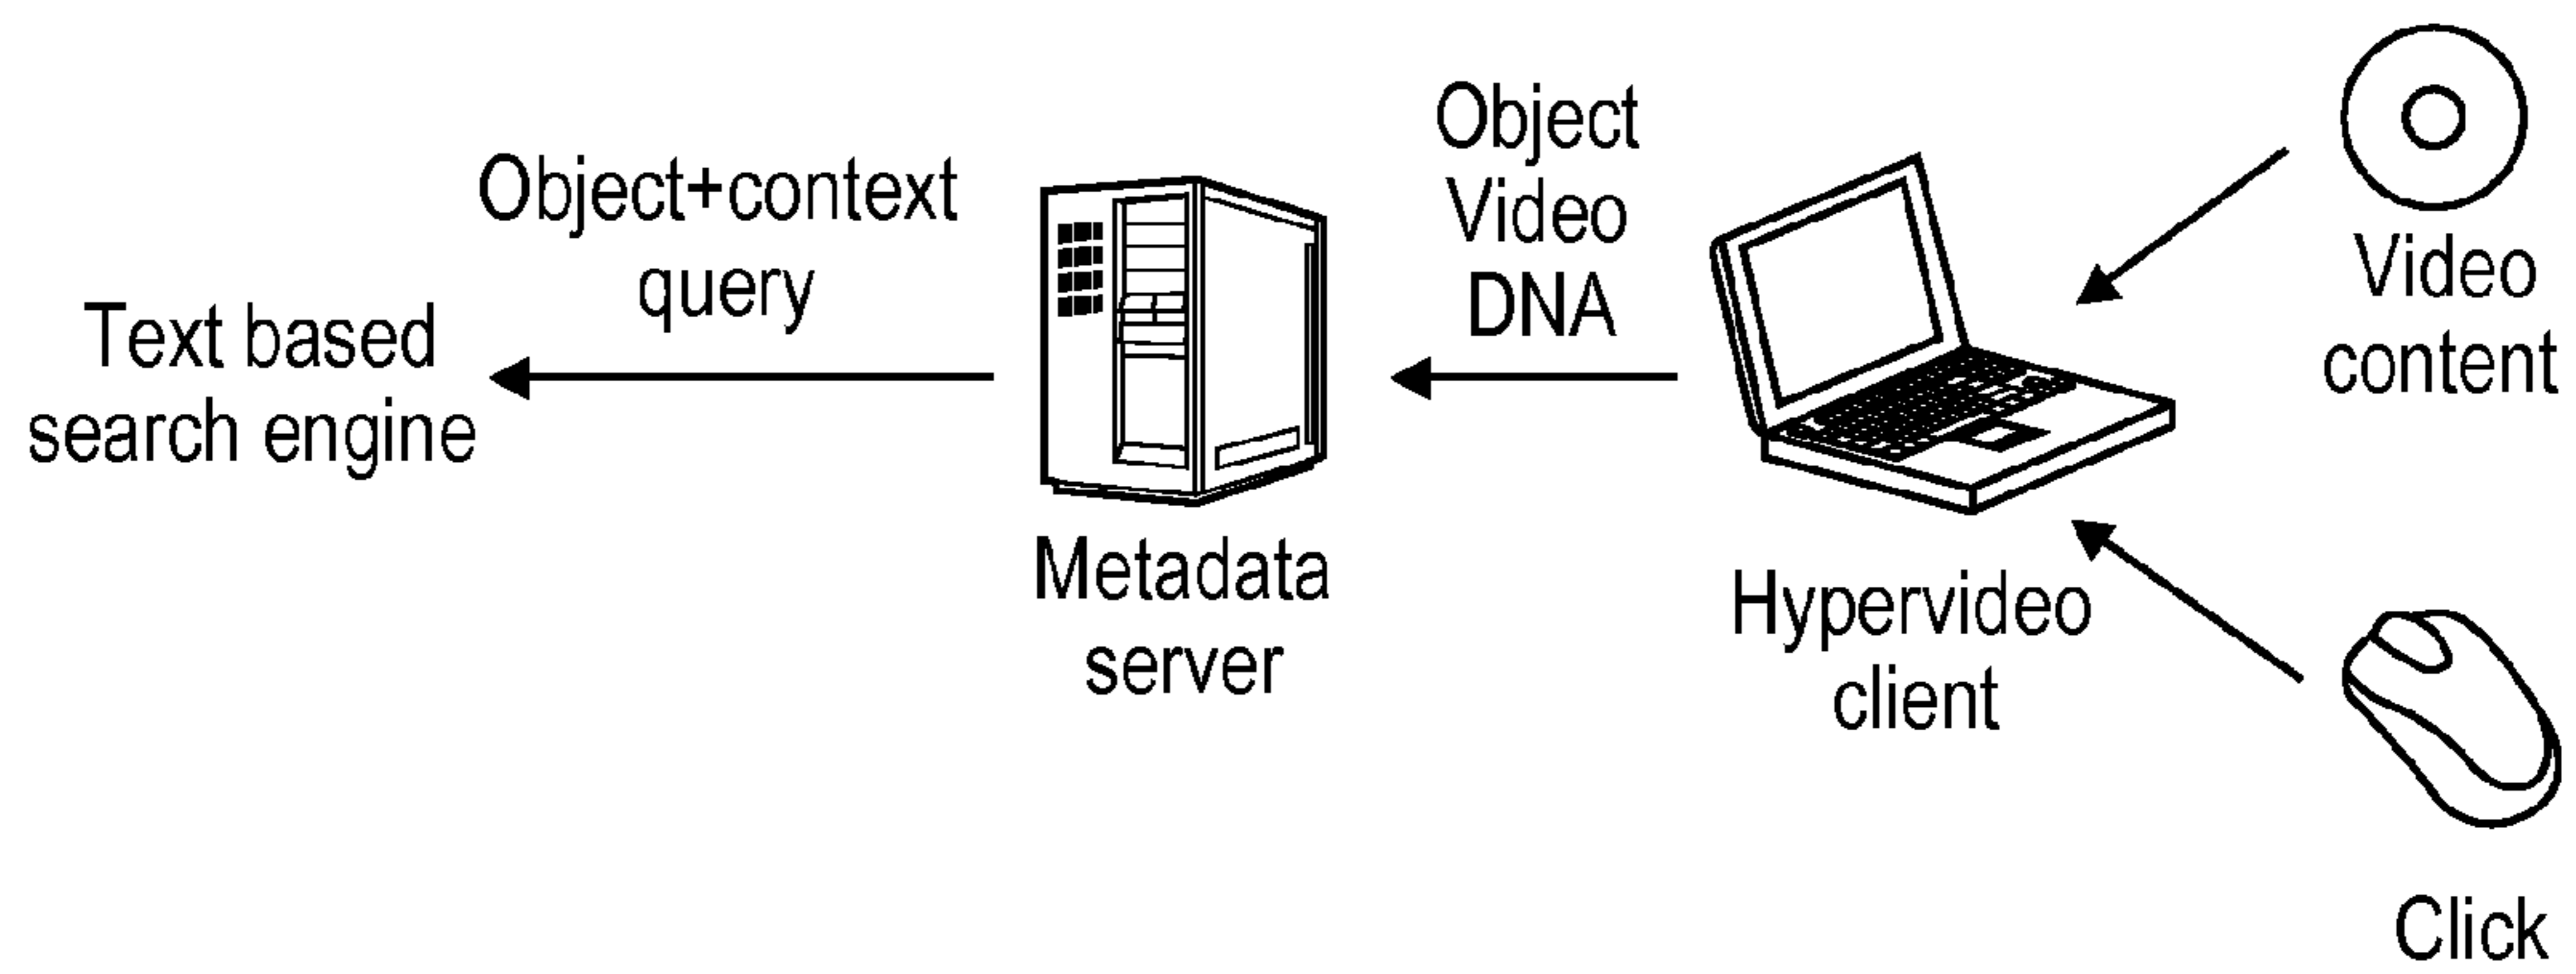 Text based
search engine
Object+context
query
Metadata
server
Object
Video
DNA
Hypervideo
client
Video
content
Click